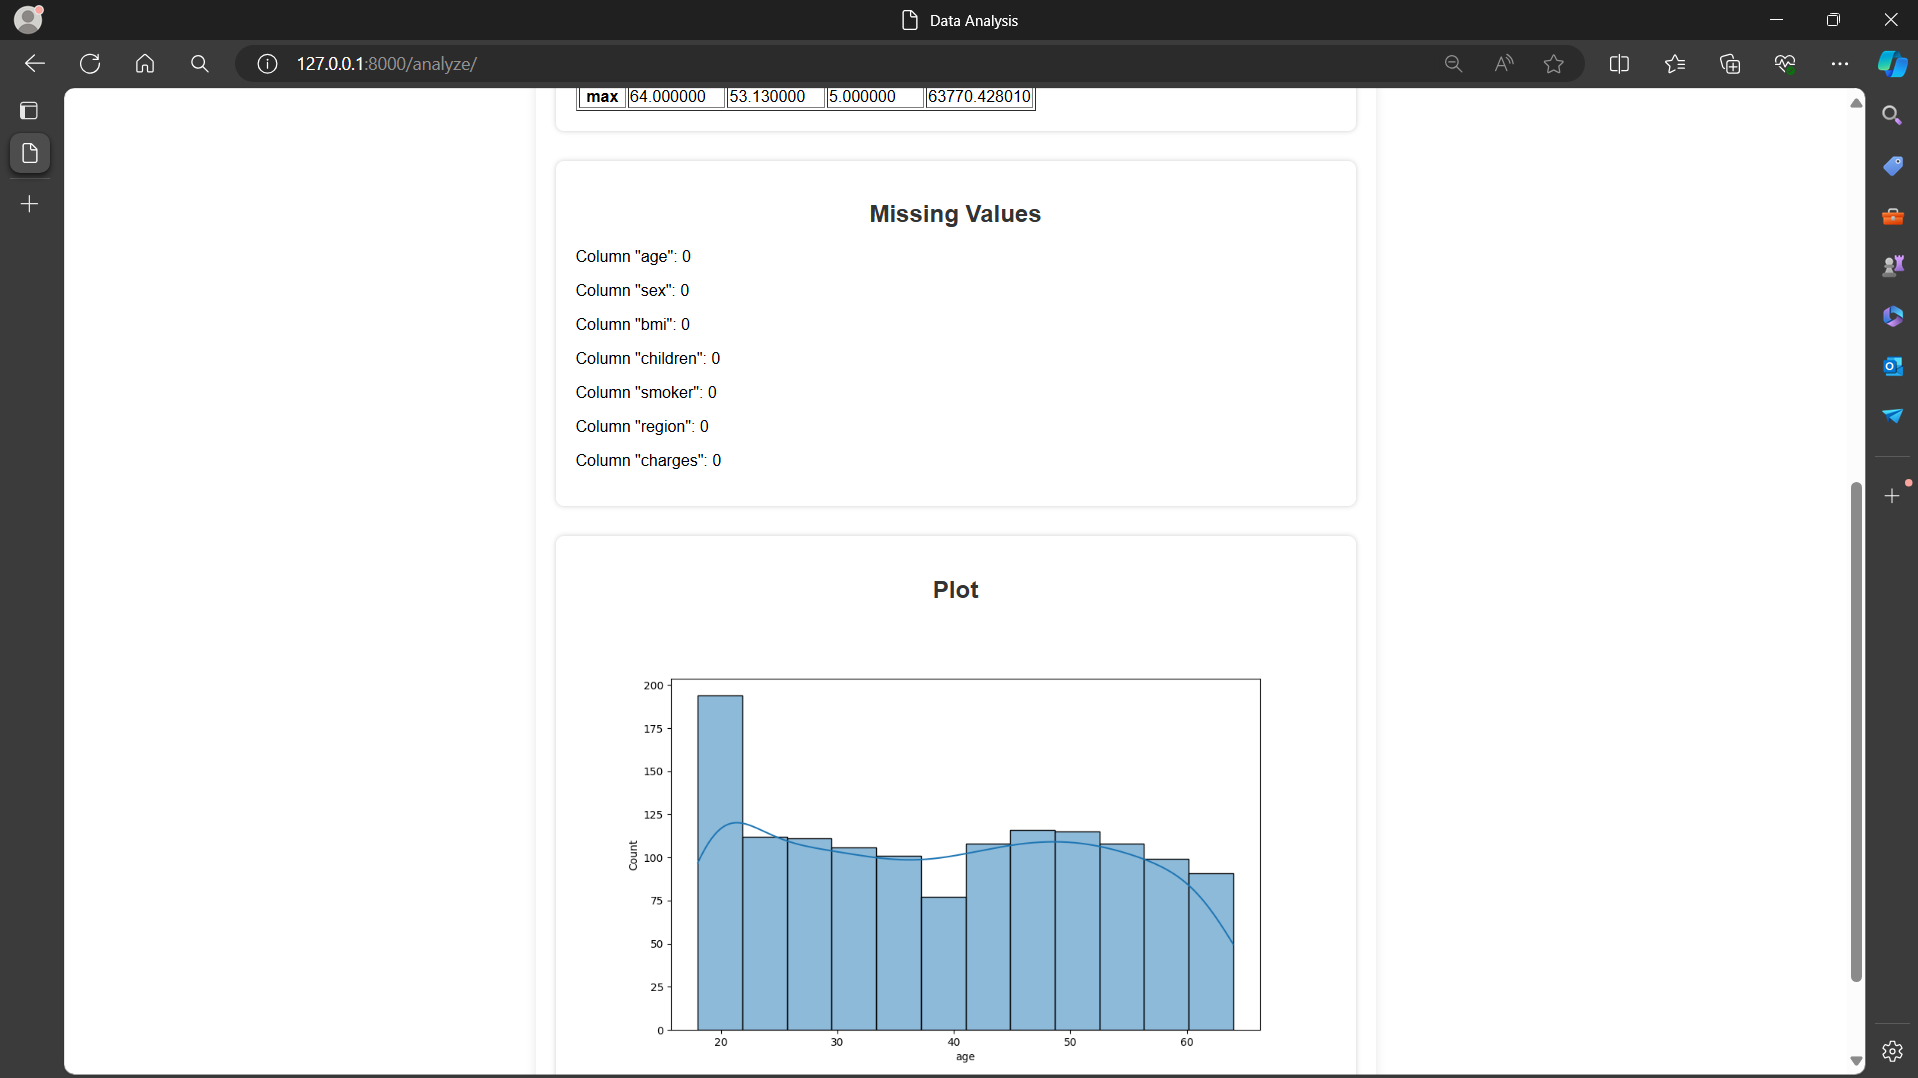 Data Analysis
127.0.0.1:8000/analyze/
max 64.000000 53.130000 5.000000 63770.428010
Missing Values
Column "age": 0
Column "sex": 0
Column "bmi": 0
Column "children": 0
Column "smoker": 0
Column "region": 0
Column "charges": 0
Plot
200
175
150
125
100
75
50
25
0
Count
20 30 40 50 60
age